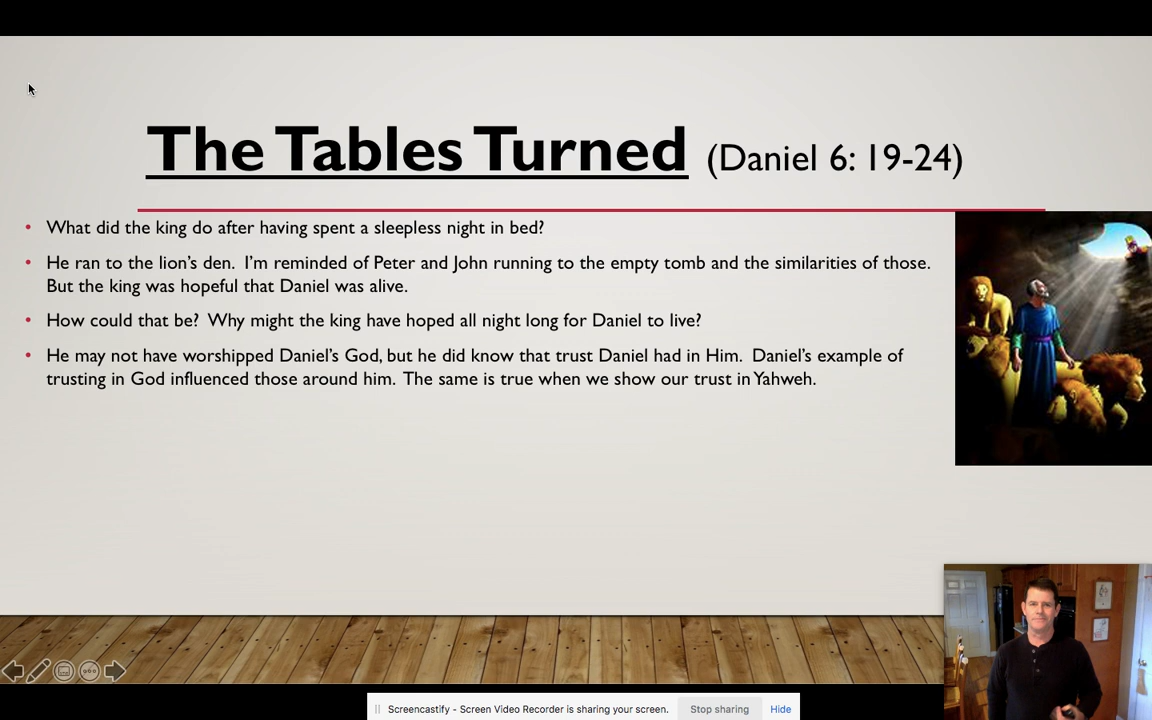 The Tables Turned (Daniel 6: 19-24)
• What did the king do after having spent a sleepless night in bed?
• He ran to the lion’s den.  I’m reminded of Peter and John running to the empty tomb and the similarities of those.
But the king was hopeful that Daniel was alive.
• How could that be?  Why might the king have hoped all night long for Daniel to live?
• He may not have worshipped Daniel’s God, but he did know that trust Daniel had in Him.  Daniel’s example of
trusting in God influenced those around him.  The same is true when we show our trust in Yahweh.
Screencastify - Screen Video Recorder is sharing your screen. Stop sharing Hide